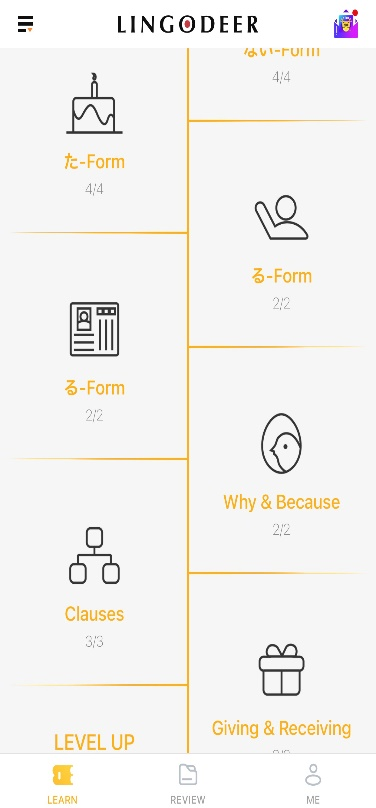 LINGODEER
ない-Form
4/4
た-Form
4/4
る-Form
2/2
る-Form
2/2
Why & Because
2/2
Clauses
3/3
Giving & Receiving
LEVEL UP
LEARN
REVIEW
ME